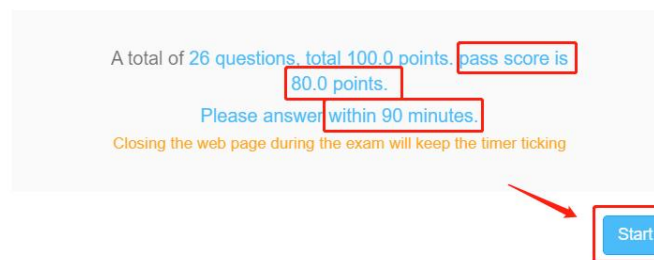 A total of 26 questions, total 100.0 points. pass score is
80.0 points.
Please answer within 90 minutes.
Closing the web page during the exam will keep the timer ticking
Start